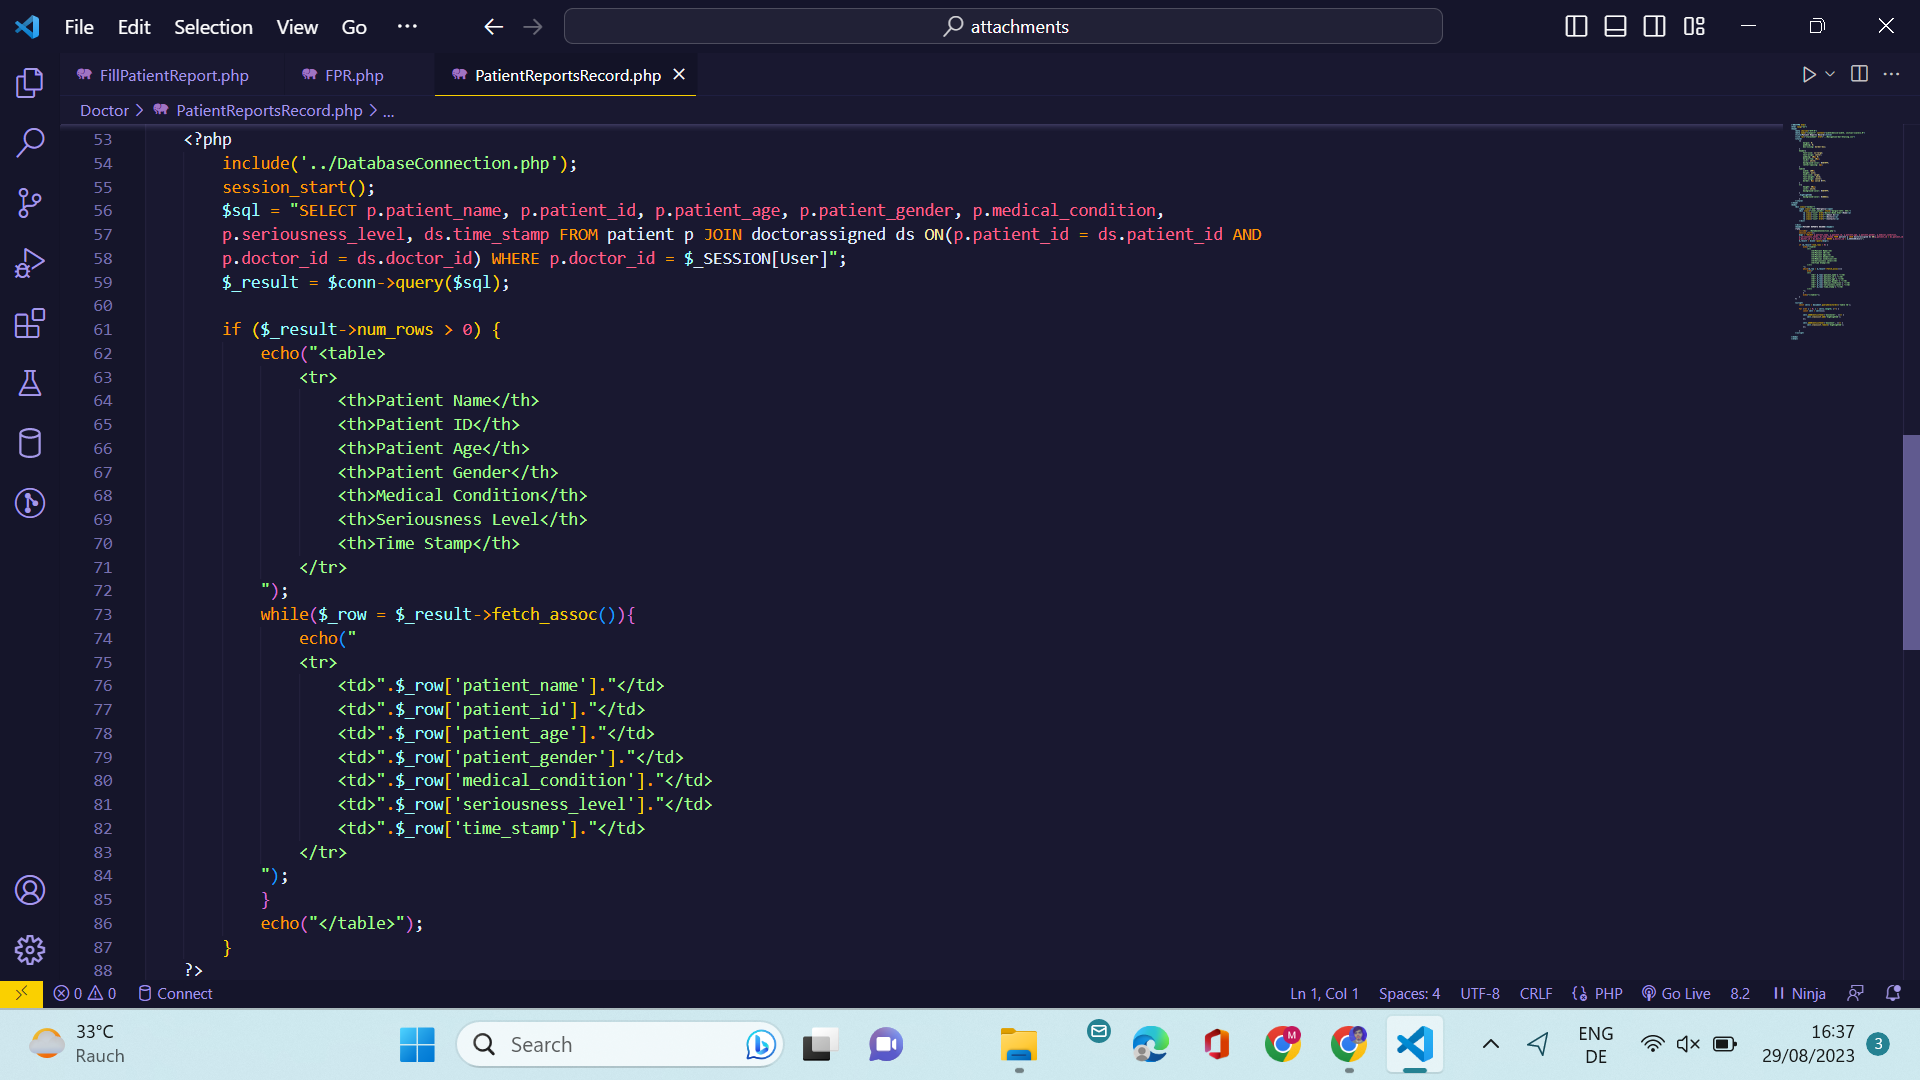 File Edit Selection View Go ··· attachments
FillPatientReport.php FPR.php PatientReportsRecord.php
Doctor > PatientReportsRecord.php > ...
53 <?php
54 include('../DatabaseConnection.php');
55 session_start();
56 $sql = "SELECT p.patient_name, p.patient_id, p.patient_age, p.patient_gender, p.medical_condition,
57 p.seriousness_level, ds.time_stamp FROM patient p JOIN doctorassigned ds ON(p.patient_id = ds.patient_id AND
58 p.doctor_id = ds.doctor_id) WHERE p.doctor_id = $_SESSION[User]";
59 $_result = $conn->query($sql);
60
61 if ($_result->num_rows > 0) {
62 echo("<table>
63 <tr>
64 <th>Patient Name</th>
65 <th>Patient ID</th>
66 <th>Patient Age</th>
67 <th>Patient Gender</th>
68 <th>Medical Condition</th>
69 <th>Seriousness Level</th>
70 <th>Time Stamp</th>
71 </tr>
72 ");
73 while($_row = $_result->fetch_assoc()){
74 echo("
75 <tr>
76 <td>".$_row['patient_name']."</td>
77 <td>".$_row['patient_id']."</td>
78 <td>".$_row['patient_age']."</td>
79 <td>".$_row['patient_gender']."</td>
80 <td>".$_row['medical_condition']."</td>
81 <td>".$_row['seriousness_level']."</td>
82 <td>".$_row['time_stamp']."</td>
83 </tr>
84 ");
85 }
86 echo("</table>");
87 }
88 ?>
0 0 Connect Ln 1, Col 1 Spaces: 4 UTF-8 CRLF PHP Go Live 8.2 Ninja
33°C
Rauch
Search
M
ENG
DE
16:37
29/08/2023
3